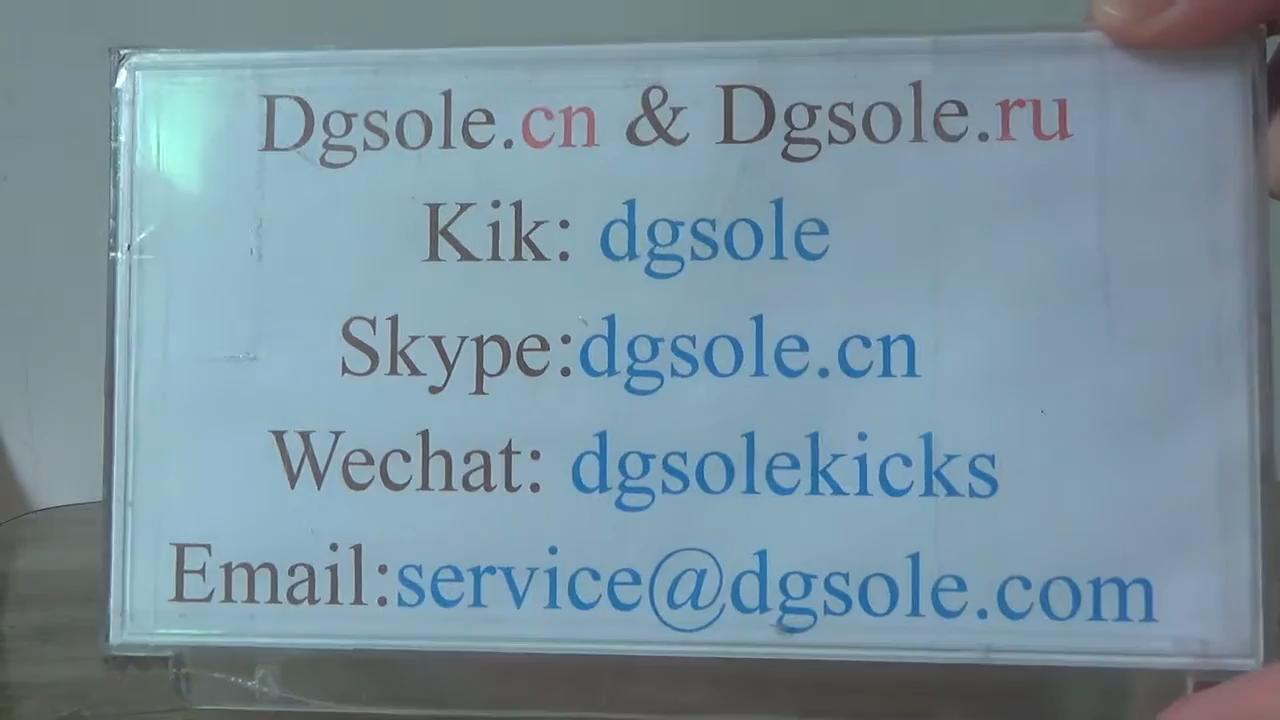 Dgsole.cn & Dgsole.ru
Kik: dgsole
Skype:dgsole.cn
Wechat: dgsolekicks
Email:service@dgsole.com